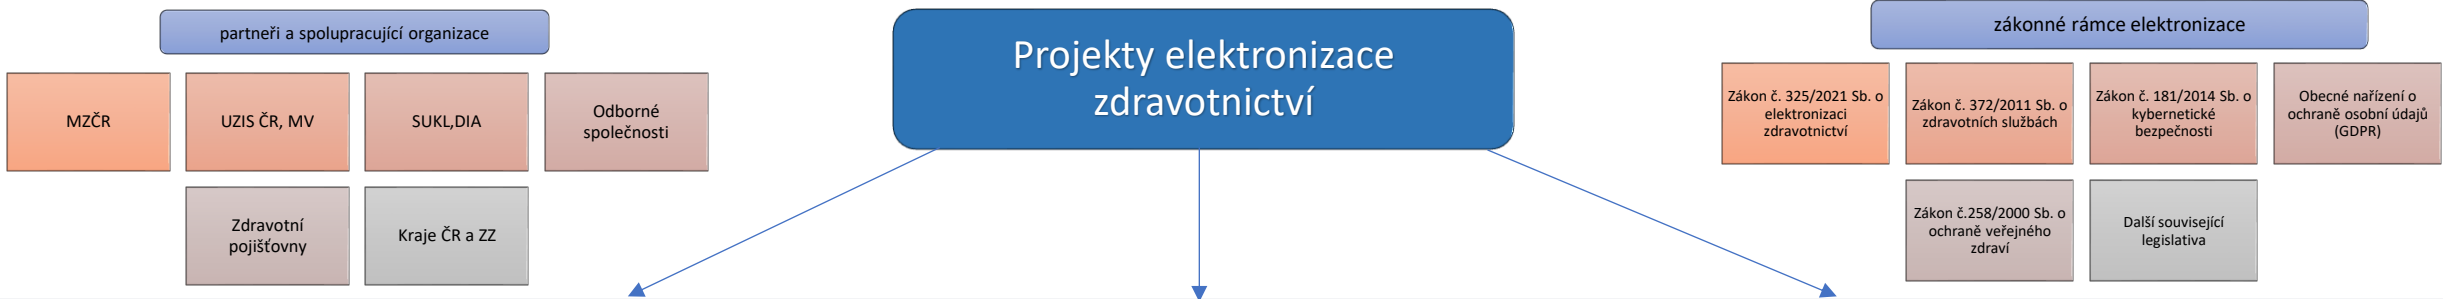 partneři a spolupracující organizace
MZČR
UZIS ČR, MV
SUKL,DIA
Odborné
společnosti
Zdravotní
pojišťovny
Kraje ČR a ZZ
Projekty elektronizace
zdravotnictví
zákonné rámce elektronizace
Zákon č. 325/2021 Sb. o
elektronizaci
zdravotnictví
Zákon č. 372/2011 Sb. o
zdravotních službách
Zákon č. 181/2014 Sb. o
kybernetické
bezpečnosti
Obecné nařízení o
ochraně osobní údajů
(GDPR)
Zákon č.258/2000 Sb. o
ochraně veřejného
zdraví
Další související
legislativa